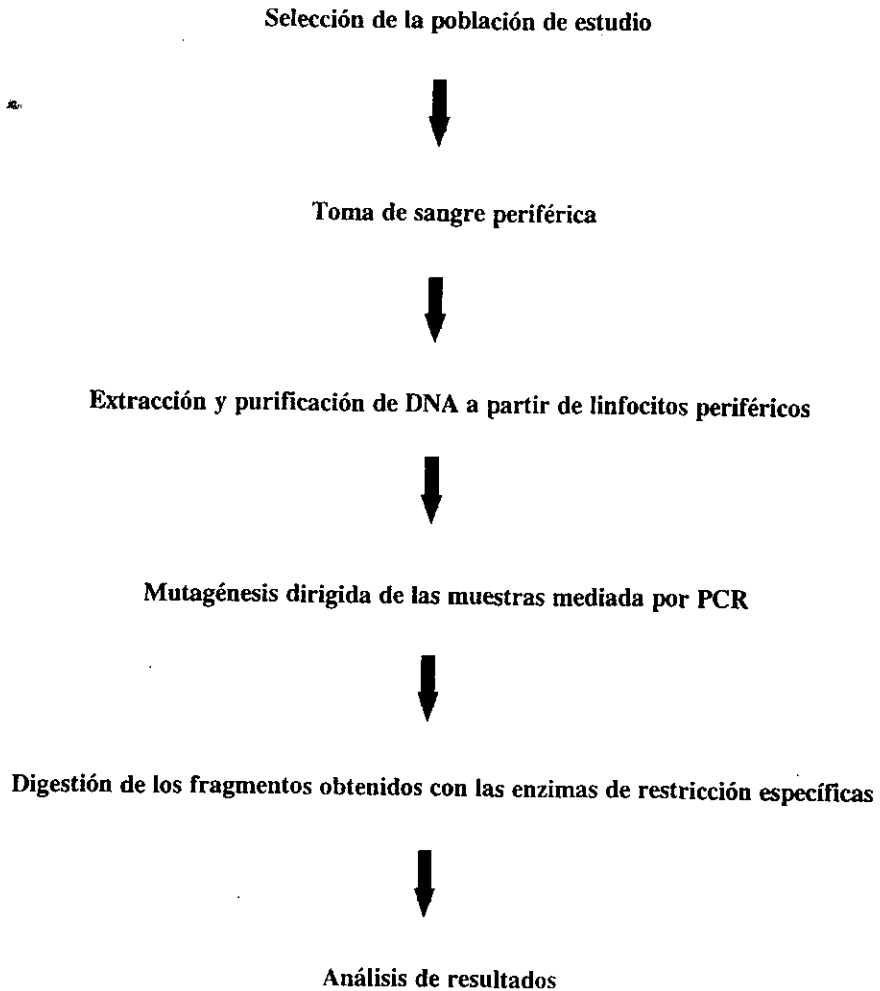 Selección de la población de estudio
Toma de sangre periférica
Extracción y purificación de DNA a partir de linfocitos periféricos
Mutagénesis dirigida de las muestras mediada por PCR
Digestión de los fragmentos obtenidos con las enzimas de restricción específicas
Análisis de resultados